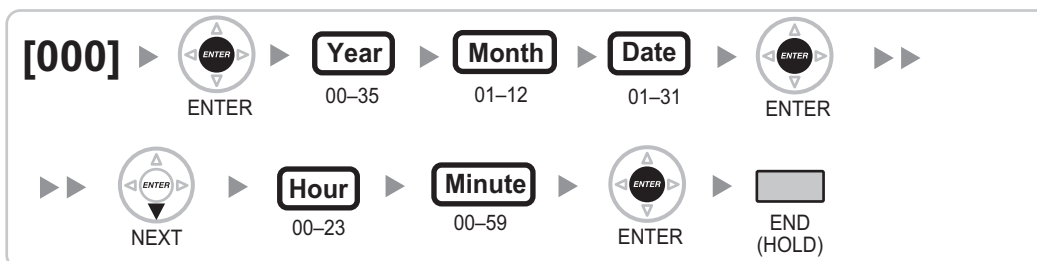 [000] ENTER Year Month Date ENTER
ENTER 00–35 01–12 01–31 ENTER
ENTER Hour Minute ENTER
NEXT 00–23 00–59 ENTER END
(HOLD)